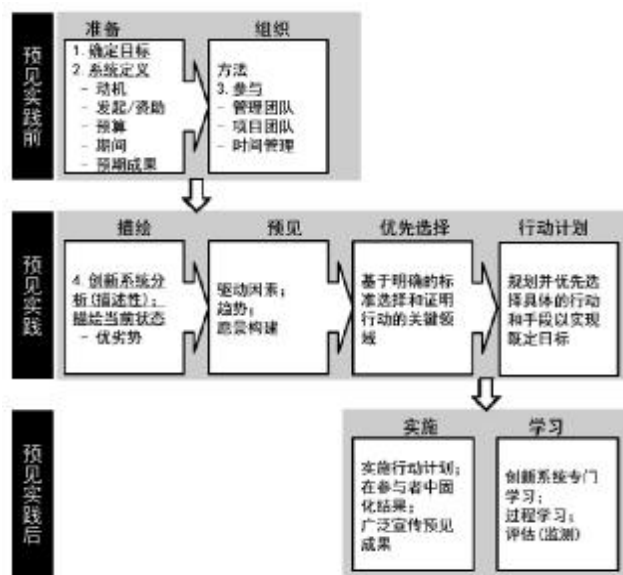 预见实践前
准备
1. 确定目标
2. 系统定义
- 动机
- 发起/资助
- 预算
- 期间
- 预期成果
组织
方法
3. 参与
- 管理团队
- 项目团队
- 时间管理
预见实践
描绘
4. 创新系统分
析(描述性);
描绘当前状态
- 优劣势
预见
驱动因素;
趋势;
愿景构建
优先选择
基于明确的标
准选择和证明
行动的关键领
域
行动计划
规划并优先选
择具体的行动
和手段以实现
既定目标
预见实践后
实施
实施行动计划;
在参与者中固
化结果;
广泛宣传预见
成果
学习
创新系统专门
学习;
过程学习;
评估(监测)